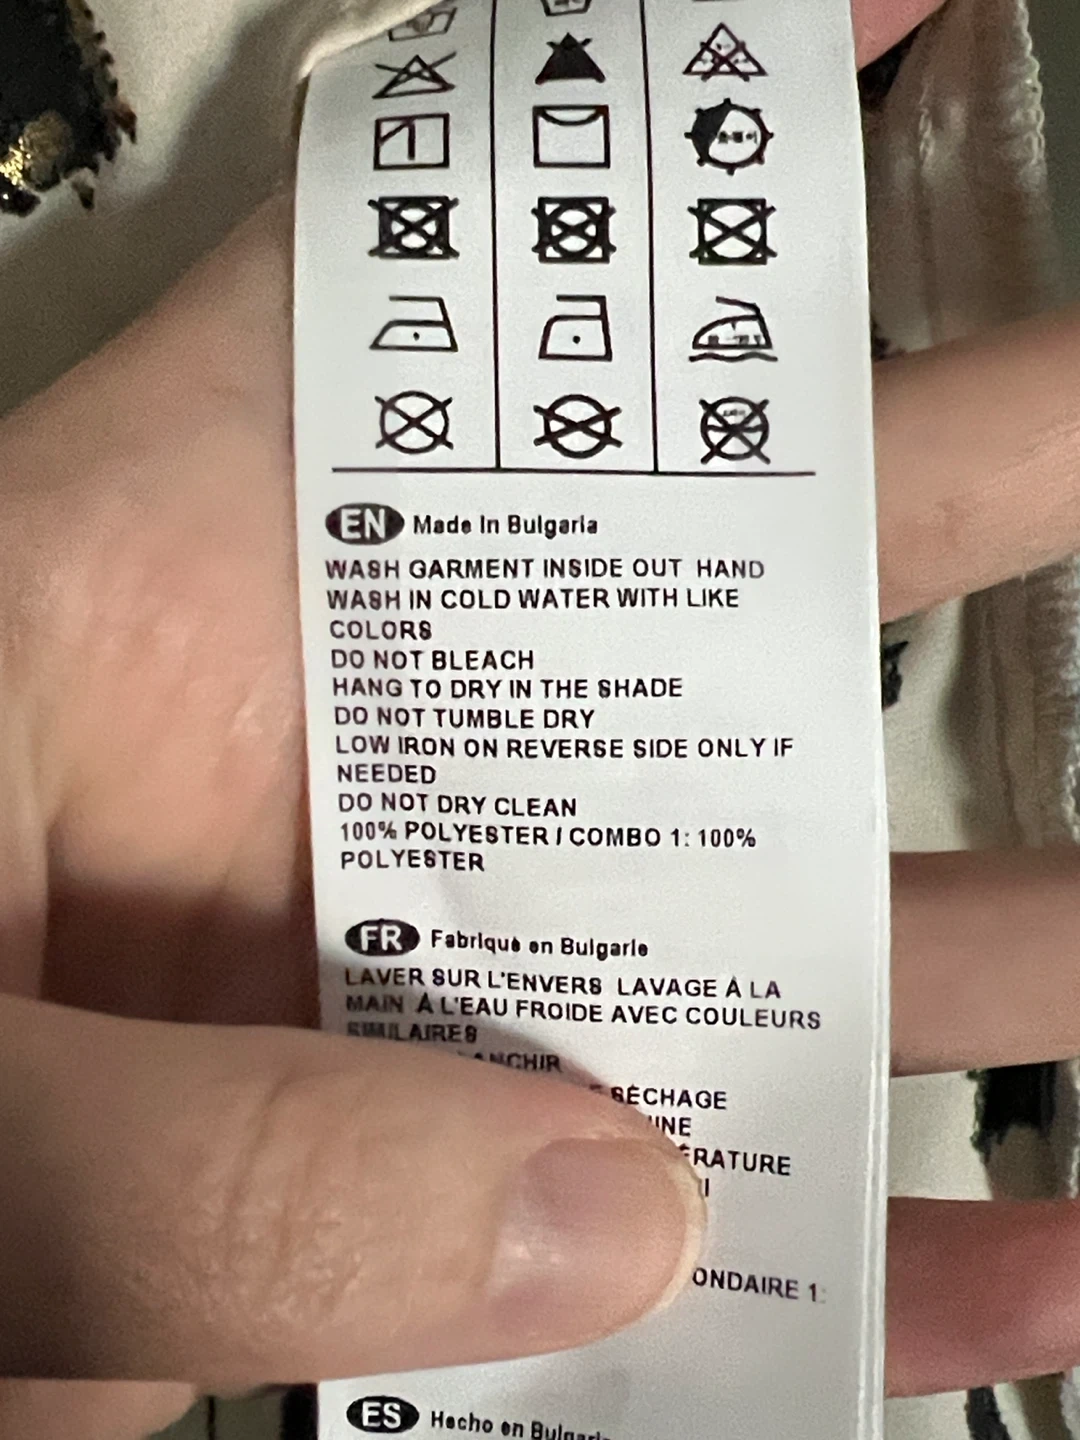 EN Made in Bulgaria
WASH GARMENT INSIDE OUT HAND
WASH IN COLD WATER WITH LIKE
COLORS
DO NOT BLEACH
HANG TO DRY IN THE SHADE
DO NOT TUMBLE DRY
LOW IRON ON REVERSE SIDE ONLY IF
NEEDED
DO NOT DRY CLEAN
100% POLYESTER / COMBO 1: 100%
POLYESTER
FR Fabriqué en Bulgarie
LAVER SUR L'ENVERS LAVAGE À LA
MAIN À L'EAU FROIDE AVEC COULEURS
SIMILAIRES
SÉCHAGE
ES Hecho en